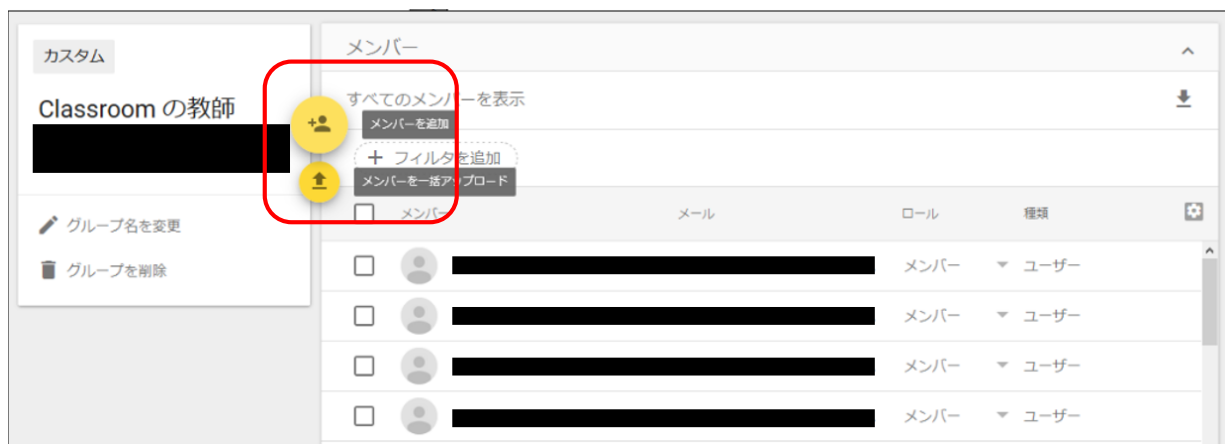 カスタム
Classroom の教師
グループ名を変更
グループを削除
メンバー
すべてのメンバーを表示
メンバーを追加
フィルタを追加
メンバーを一括アップロード
メンバー メール ロール 種類
メンバー ユーザー
メンバー ユーザー
メンバー ユーザー
メンバー ユーザー